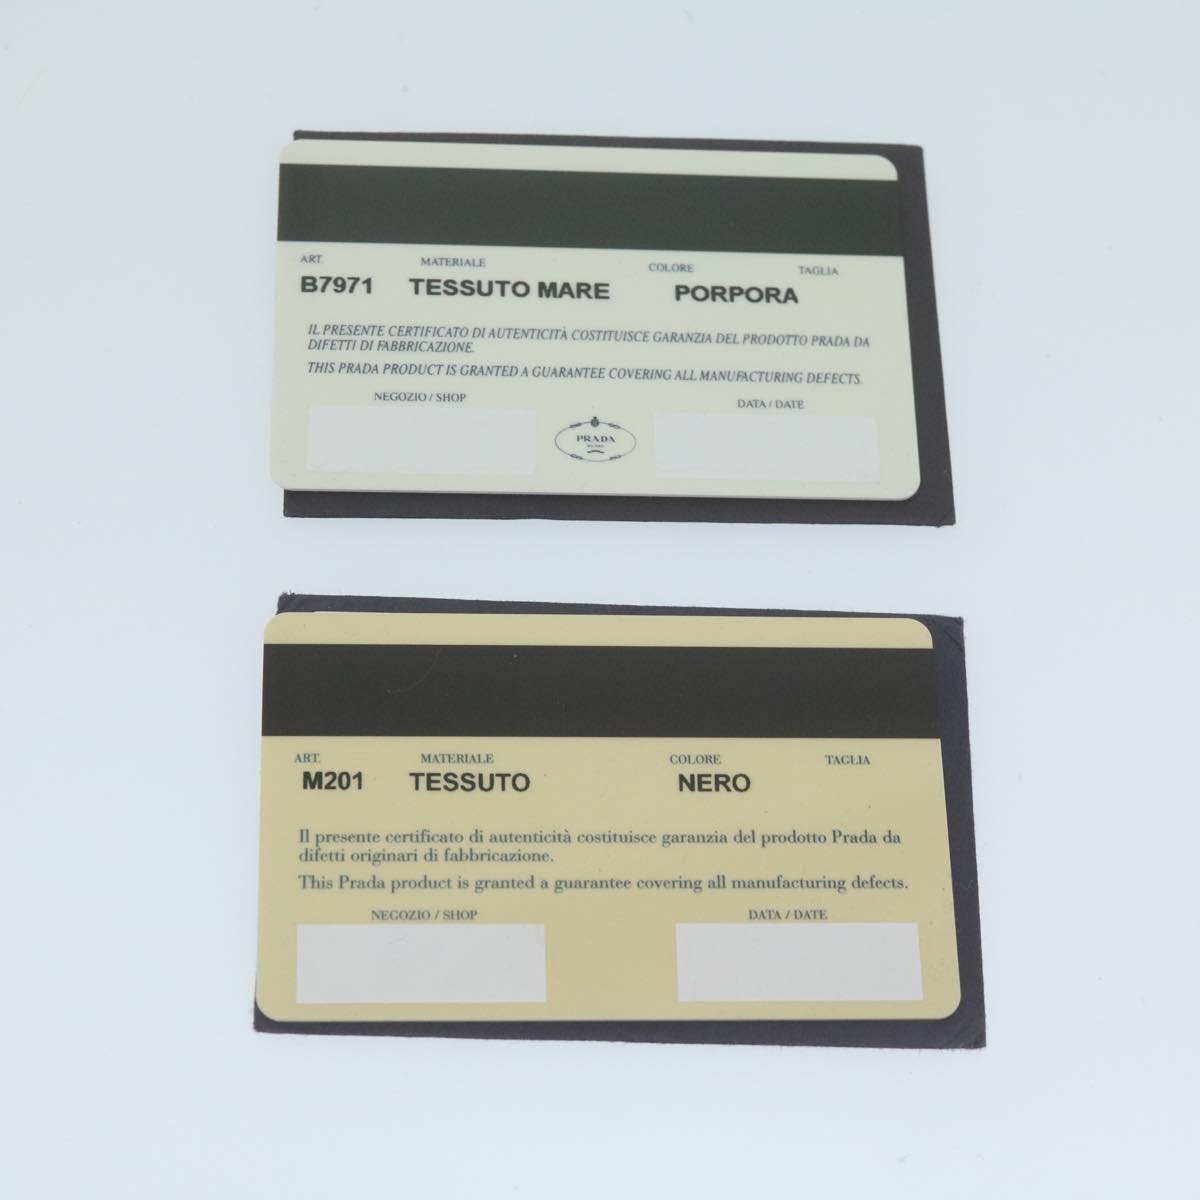 ART. MATERIALE COLORE TAGLIA
B7971 TESSUTO MARE PORPORA
IL PRESENTE CERTIFICATO DI AUTENTICITÀ COSTITUISCE GARANZIA DEL PRODOTTO PRADA DA
DIFETTI DI FABBRICAZIONE.
THIS PRADA PRODUCT IS GRANTED A GUARANTEE COVERING ALL MANUFACTURING DEFECTS.
NEGOZIO / SHOP DATA / DATE
PRADA
MILANO
ART. MATERIALE COLORE TAGLIA
M201 TESSUTO NERO
Il presente certificato di autenticità costituisce garanzia del prodotto Prada da
difetti originari di fabbricazione.
This Prada product is granted a guarantee covering all manufacturing defects.
NEGOZIO / SHOP DATA / DATE